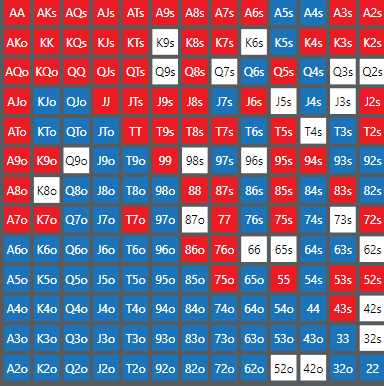 AA AKs AQs AJs ATs A9s A8s A7s A6s A5s A4s A3s A2s
AKo KK KQs KJs KTs K9s K8s K7s K6s K5s K4s K3s K2s
AQo KQo QQ QJs QTs Q9s Q8s Q7s Q6s Q5s Q4s Q3s Q2s
AJo KJo QJo JJ JTs J9s J8s J7s J6s J5s J4s J3s J2s
ATo KTo QTo JTo TT T9s T8s T7s T6s T5s T4s T3s T2s
A9o K9o Q9o J9o T9o 99 98s 97s 96s 95s 94s 93s 92s
A8o K8o Q8o J8o T8o 98o 88 87s 86s 85s 84s 83s 82s
A7o K7o Q7o J7o T7o 97o 87o 77 76s 75s 74s 73s 72s
A6o K6o Q6o J6o T6o 96o 86o 76o 66 65s 64s 63s 62s
A5o K5o Q5o J5o T5o 95o 85o 75o 65o 55 54s 53s 52s
A4o K4o Q4o J4o T4o 94o 84o 74o 64o 54o 44 43s 42s
A3o K3o Q3o J3o T3o 93o 83o 73o 63o 53o 43o 33 32s
A2o K2o Q2o J2o T2o 92o 82o 72o 62o 52o 42o 32o 22